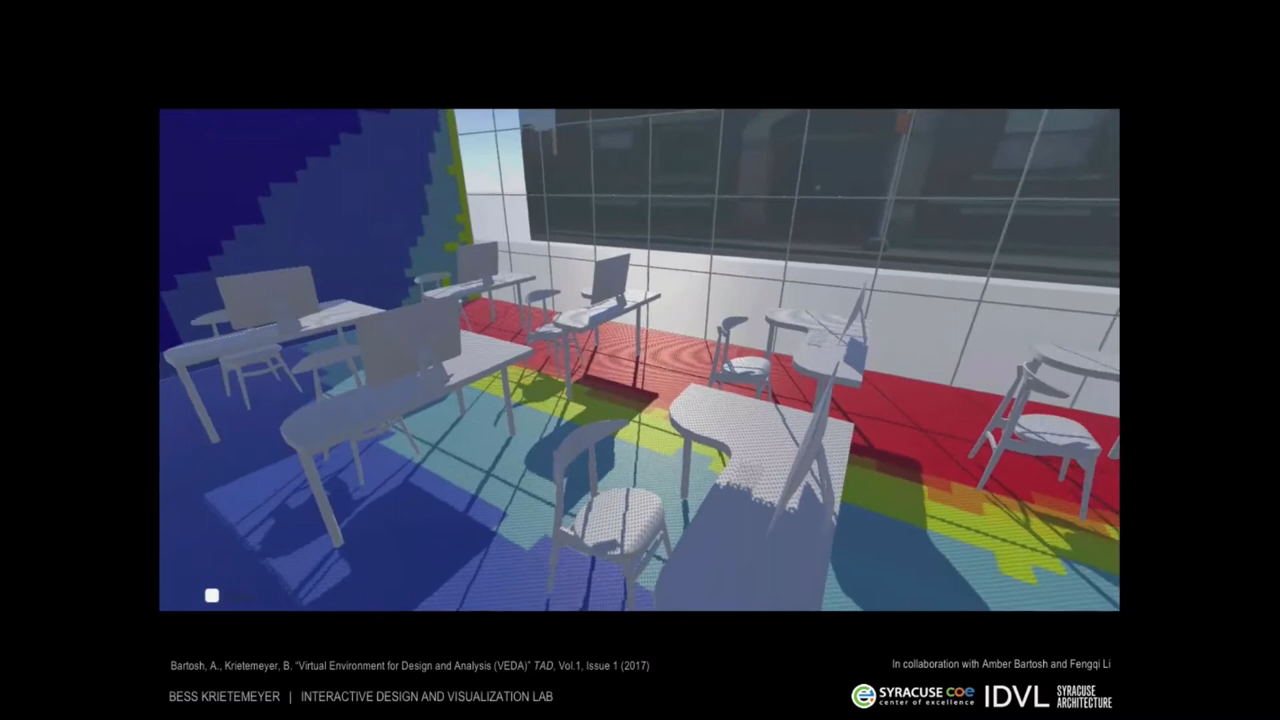 Bartosh, A., Krietemeyer, B. "Virtual Environment for Design and Analysis (VEDA)" TAD, Vol.1, Issue 1 (2017)
In collaboration with Amber Bartosh and Fengqi Li
BESS KRIETEMEYER | INTERACTIVE DESIGN AND VISUALIZATION LAB
SYRACUSE coe
center of excellence
IDVL
SYRACUSE
ARCHITECTURE